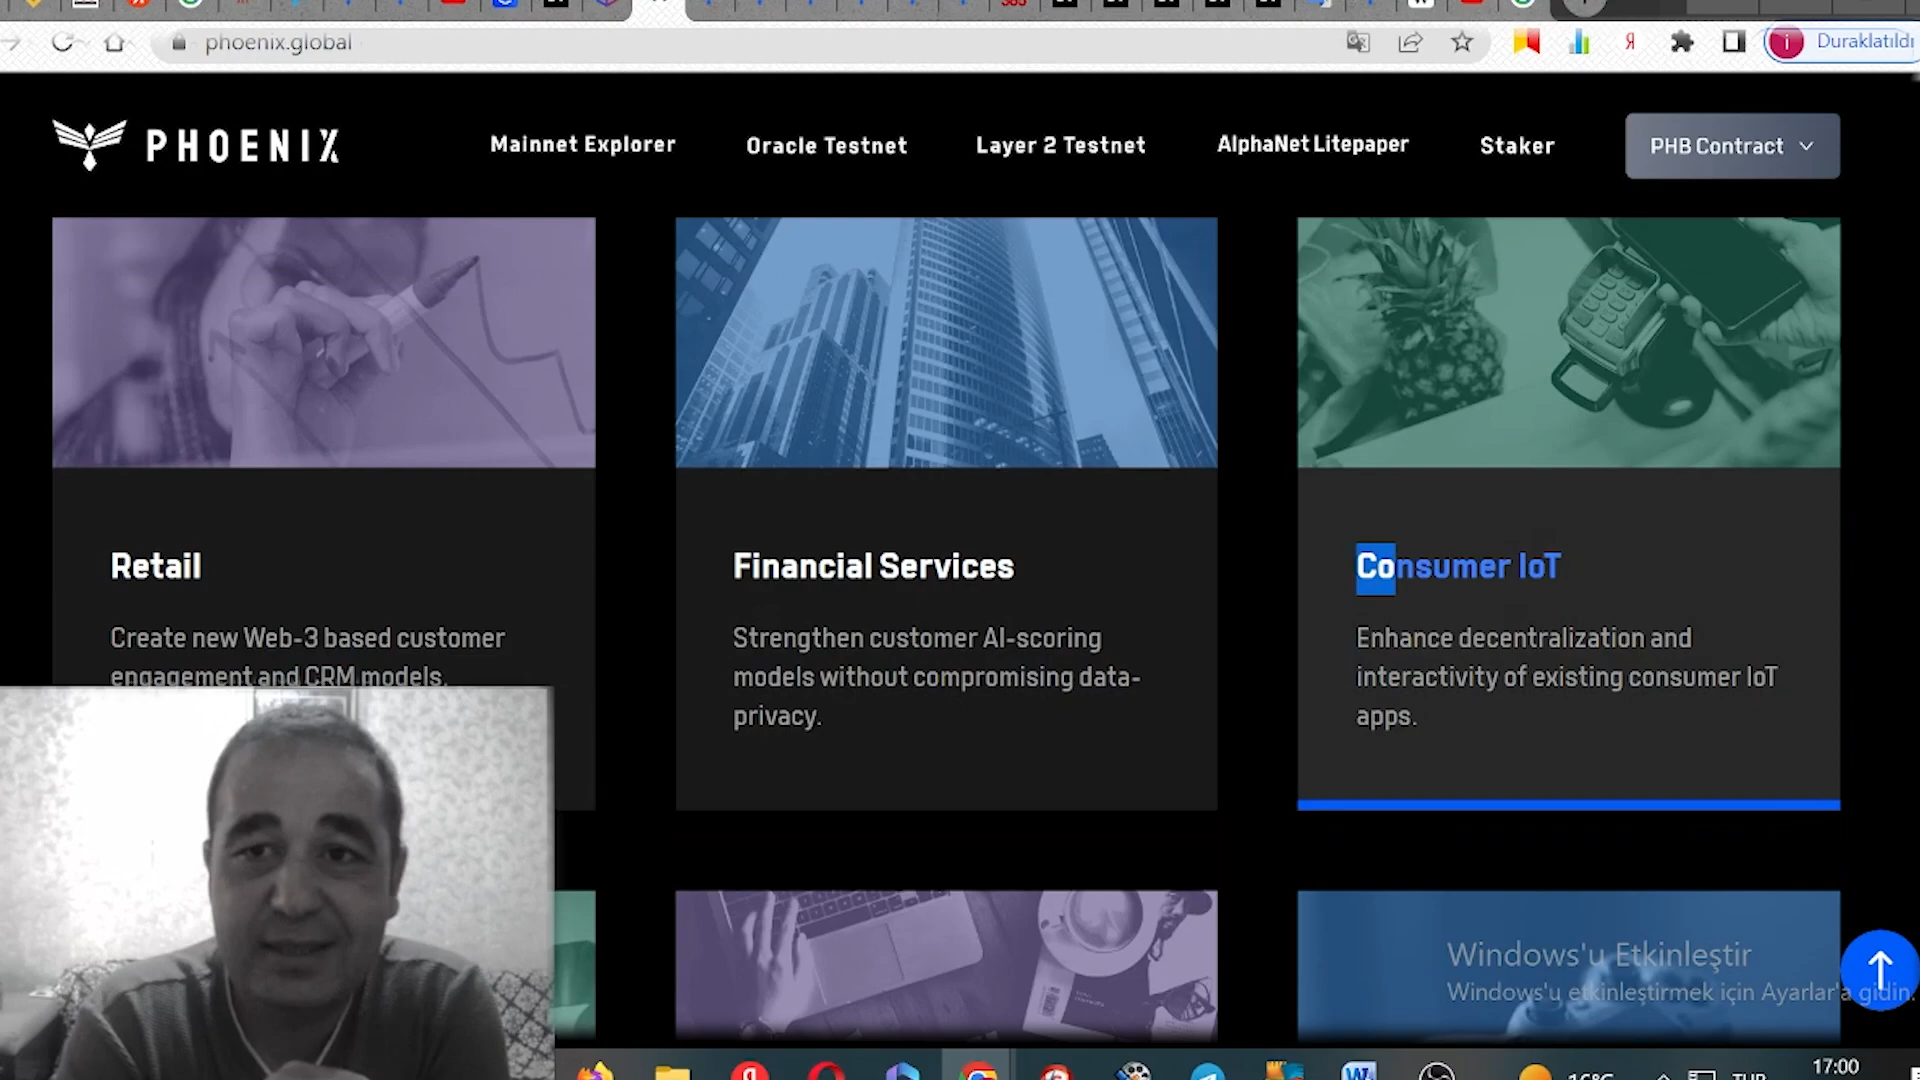 phoenix.global
Duraklatıldı
PHOENIX
Mainnet Explorer
Oracle Testnet
Layer 2 Testnet
AlphaNet Litepaper
Staker
PHB Contract
Retail
Create new Web-3 based customer
engagement and CRM models.
Financial Services
Strengthen customer AI-scoring
models without compromising data-
privacy.
Consumer IoT
Enhance decentralization and
interactivity of existing consumer IoT
apps.
Windows'u Etkinleştir
Windows'u etkinleştirmek için Ayarlar'a gidin.
17:00
16°C
TUR